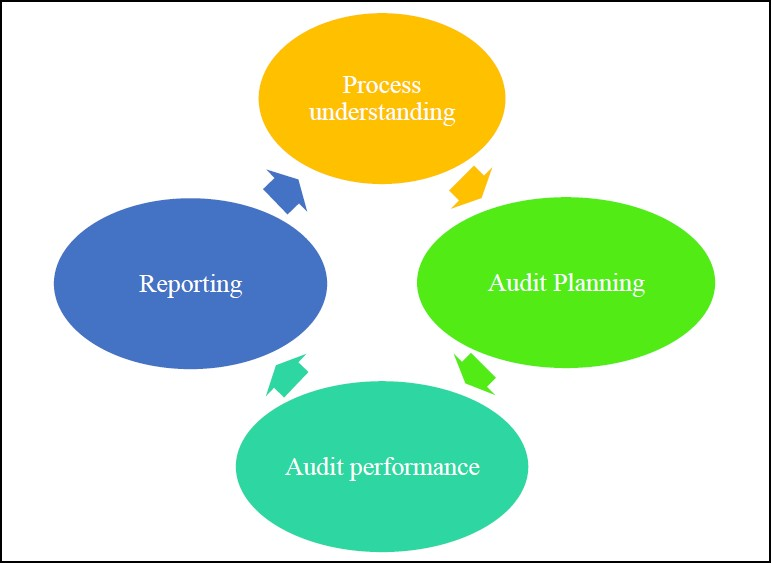 Process
understanding
Audit Planning
Audit performance
Reporting